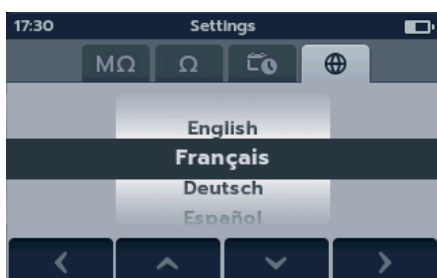 17:30 Settings
MΩ Ω
English
Français
Deutsch
Español